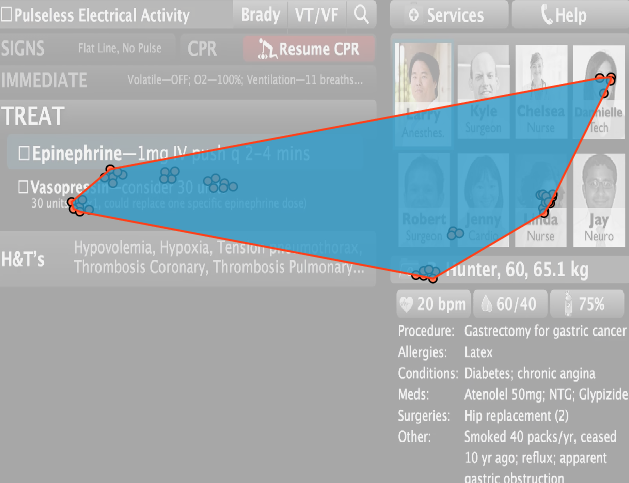 □Pulseless Electrical Activity Brady VT/VF
SIGNS Flat Line, No Pulse CPR Resume CPR
IMMEDIATE Volatile—OFF; O2—100%; Ventilation—11 breaths...
TREAT
□Epinephrine—1mg IV push q 2-4 mins
□Vasopressin—consider 30 u
30 units could replace one specific epinephrine dose)
H&T's Hypovolemia, Hypoxia, Tension pneumothorax,
Thrombosis Coronary, Thrombosis Pulmonary...
Services Help
Larry Kyle Chelsea Dannielle
Anesthes. Surgeon Nurse Tech
Robert Jenny Linda Jay
Surgeon Cardio Nurse Neuro
Hunter, 60, 65.1 kg
20 bpm 60/40 75%
Procedure: Gastrectomy for gastric cancer
Allergies: Latex
Conditions: Diabetes; chronic angina
Meds: Atenolel 50mg; NTG; Glypizide
Surgeries: Hip replacement (2)
Other: Smoked 40 packs/yr, ceased
10 yr ago; reflux; apparent
gastric obstruction